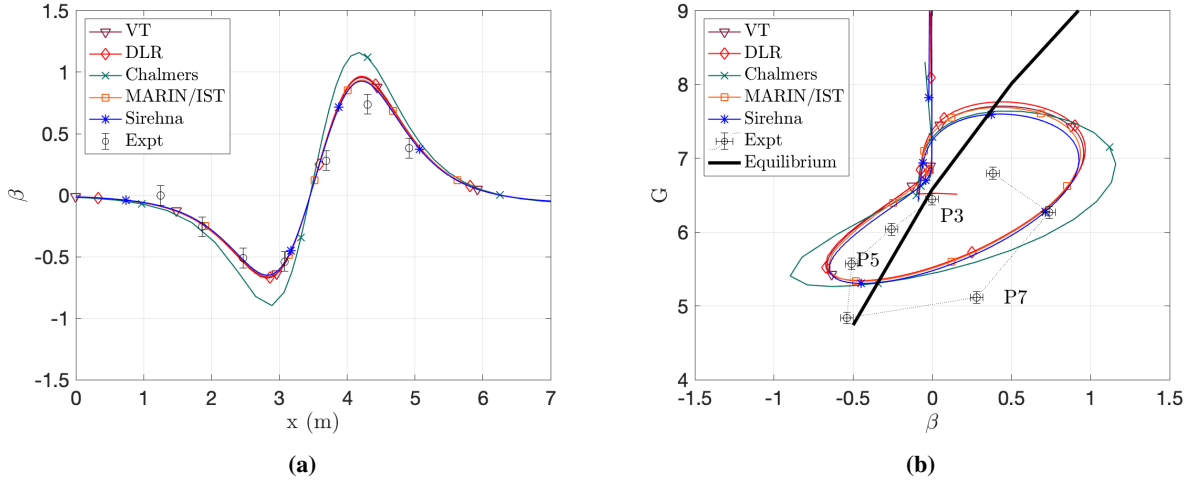 1.5
1
0.5
0
-0.5
-1
-1.5
β
0 1 2 3 4 5 6 7
x (m)
VT
DLR
Chalmers
MARIN/IST
Sirehna
Expt
(a)
9
8
7
6
5
4
G
-1.5 -1 -0.5 0 0.5 1 1.5
β
VT
DLR
Chalmers
MARIN/IST
Sirehna
Expt
Equilibrium
P3
P5
P7
(b)